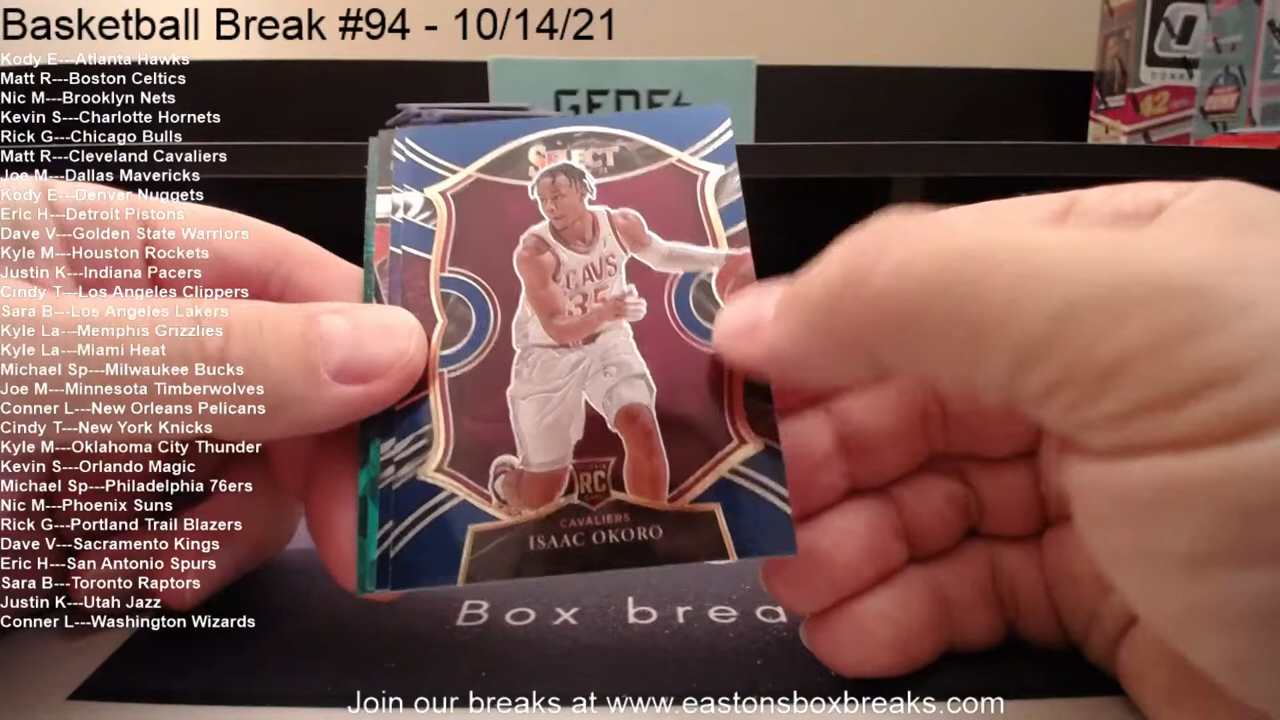 Basketball Break #94 - 10/14/21
Kody E---Atlanta Hawks
Matt R---Boston Celtics
Nic M---Brooklyn Nets
Kevin S---Charlotte Hornets
Rick G---Chicago Bulls
Matt R---Cleveland Cavaliers
Joe M---Dallas Mavericks
Kody E---Denver Nuggets
Eric H---Detroit Pistons
Dave V---Golden State Warriors
Kyle M---Houston Rockets
Justin K---Indiana Pacers
Cindy T---Los Angeles Clippers
Sara B---Los Angeles Lakers
Kyle La---Memphis Grizzlies
Kyle La---Miami Heat
Michael Sp---Milwaukee Bucks
Joe M---Minnesota Timberwolves
Conner L---New Orleans Pelicans
Cindy T---New York Knicks
Kyle M---Oklahoma City Thunder
Kevin S---Orlando Magic
Michael Sp---Philadelphia 76ers
Nic M---Phoenix Suns
Rick G---Portland Trail Blazers
Dave V---Sacramento Kings
Eric H---San Antonio Spurs
Sara B---Toronto Raptors
Justin K---Utah Jazz
Conner L---Washington Wizards
SELECT
CAVS
35
RC
CAVALIERS
ISAAC OKORO
42
Box brea
Join our breaks at www.eastonsboxbreaks.com